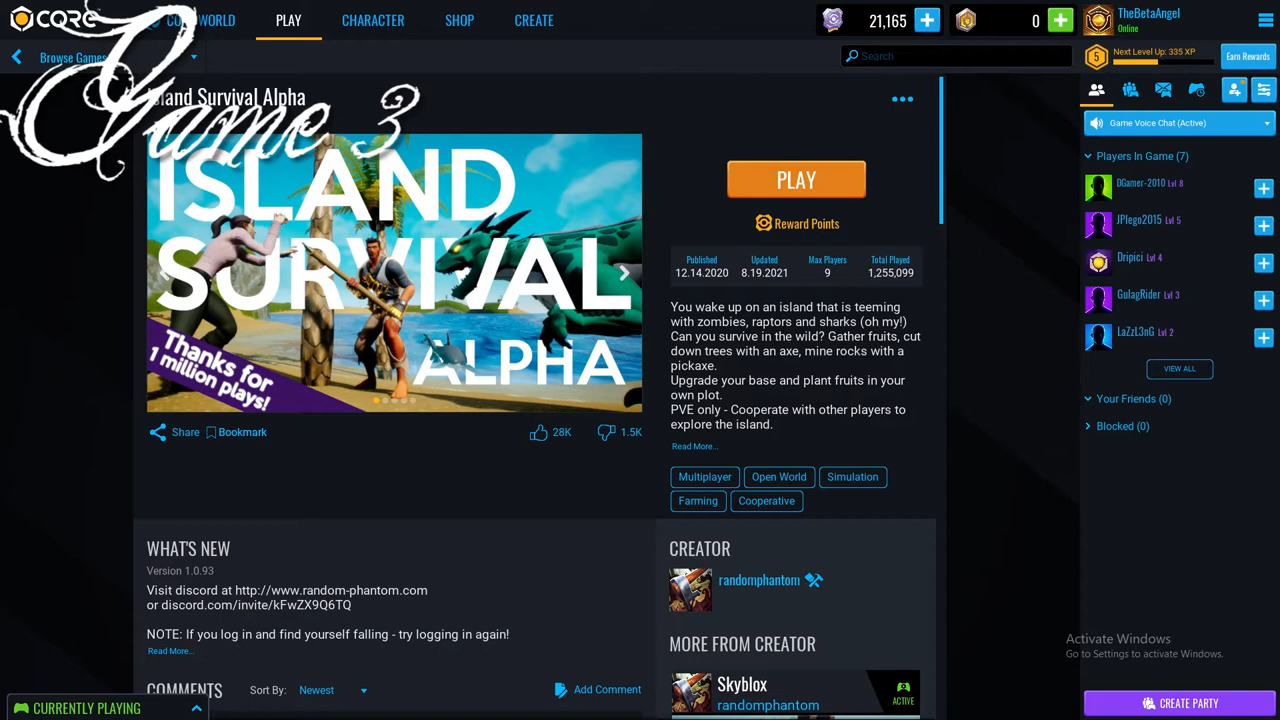 CORE
WORLD
PLAY
CHARACTER
SHOP
CREATE
21,165
0
TheBetaAngel
Online
Browse Games
Search
5
Next Level Up: 335 XP
Earn Rewards
Game 3
Island Survival Alpha
ISLAND
SURVIVAL
ALPHA
Thanks for
1 million plays!
Share
Bookmark
28K
1.5K
PLAY
Reward Points
Published
Updated
Max Players
Total Played
12.14.2020
8.19.2021
9
1,255,099
You wake up on an island that is teeming
with zombies, raptors and sharks (oh my!)
Can you survive in the wild? Gather fruits, cut
down trees with an axe, mine rocks with a
pickaxe.
Upgrade your base and plant fruits in your
own plot.
PVE only - Cooperate with other players to
explore the island.
Read More...
Multiplayer
Open World
Simulation
Farming
Cooperative
WHAT'S NEW
Version 1.0.93
Visit discord at http://www.random-phantom.com
or discord.com/invite/kFwZX9Q6TQ
NOTE: If you log in and find yourself falling - try logging in again!
Read More...
COMMENTS
Sort By:
Newest
Add Comment
CREATOR
randomphantom
MORE FROM CREATOR
Skyblox
randomphantom
ACTIVE
Game Voice Chat (Active)
Players In Game (7)
DGamer-2010 Lvl 8
JPlego2015 Lvl 5
Dripici Lvl 4
GulagRider Lvl 3
LaZzL3nG Lvl 2
VIEW ALL
Your Friends (0)
Blocked (0)
Activate Windows
Go to Settings to activate Windows.
CREATE PARTY
CURRENTLY PLAYING